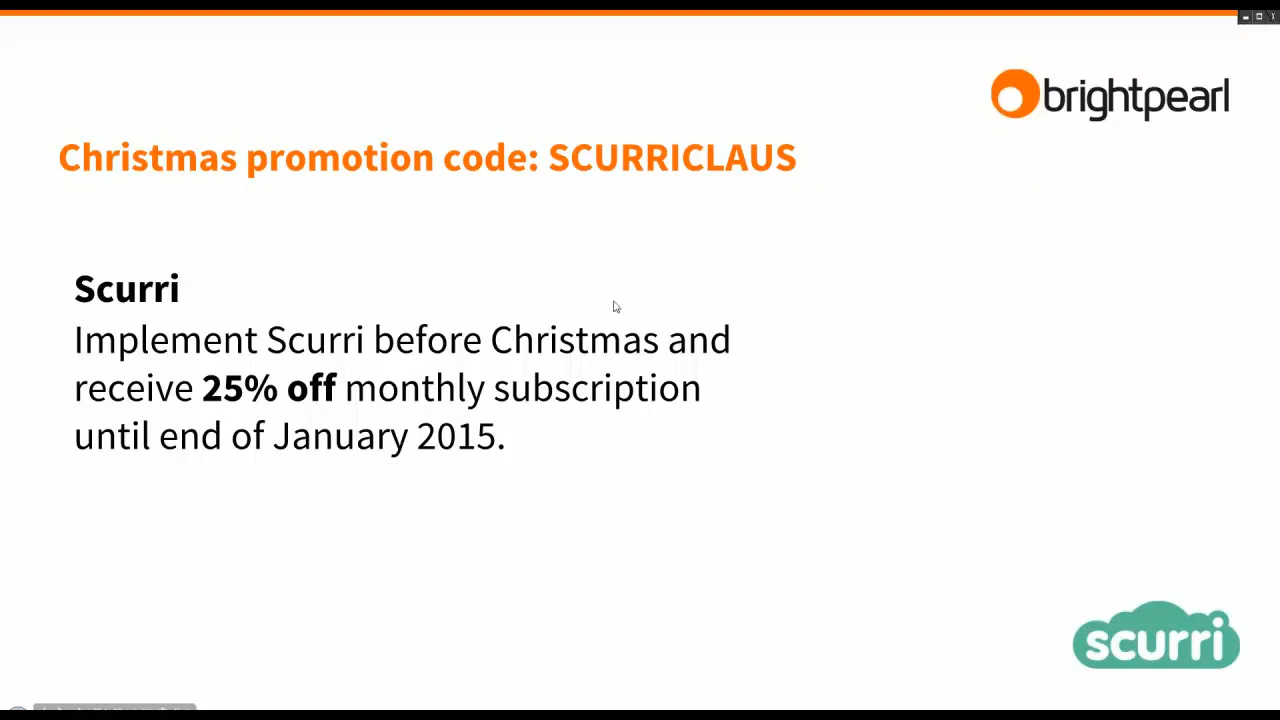 brightpearl
Christmas promotion code: SCURRICLAUS
Scurri
Implement Scurri before Christmas and
receive 25% off monthly subscription
until end of January 2015.
scurri